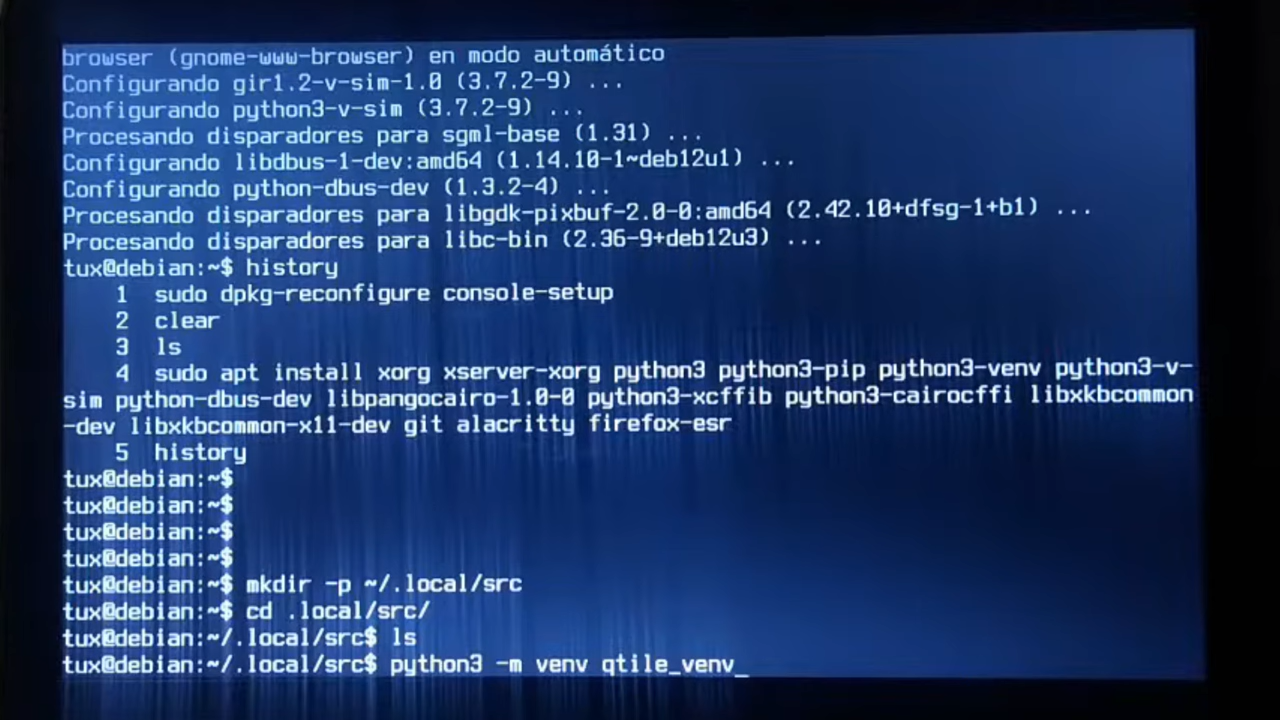 browser (gnome-www-browser) en modo automático
Configurando gir1.2-v-sim-1.0 (3.7.2-9) ...
Configurando python3-v-sim (3.7.2-9) ...
Procesando disparadores para sgml-base (1.31) ...
Configurando libdbus-1-dev:amd64 (1.14.10-1~deb12u1) ...
Configurando python-dbus-dev (1.3.2-4) ...
Procesando disparadores para libgdk-pixbuf-2.0-0:amd64 (2.42.10+dfsg-1+b1) ...
Procesando disparadores para libc-bin (2.36-9+deb12u3) ...
tux@debian:~$ history
    1  sudo dpkg-reconfigure console-setup
    2  clear
    3  ls
    4  sudo apt install xorg xserver-xorg python3 python3-pip python3-venv python3-v-
sim python-dbus-dev libpangocairo-1.0-0 python3-xcffib python3-cairocffi libxkbcommon
-dev libxkbcommon-x11-dev git alacritty firefox-esr
    5  history
tux@debian:~$
tux@debian:~$
tux@debian:~$
tux@debian:~$
tux@debian:~$ mkdir -p ~/.local/src
tux@debian:~$ cd .local/src/
tux@debian:~/.local/src$ ls
tux@debian:~/.local/src$ python3 -m venv qtile_venv_